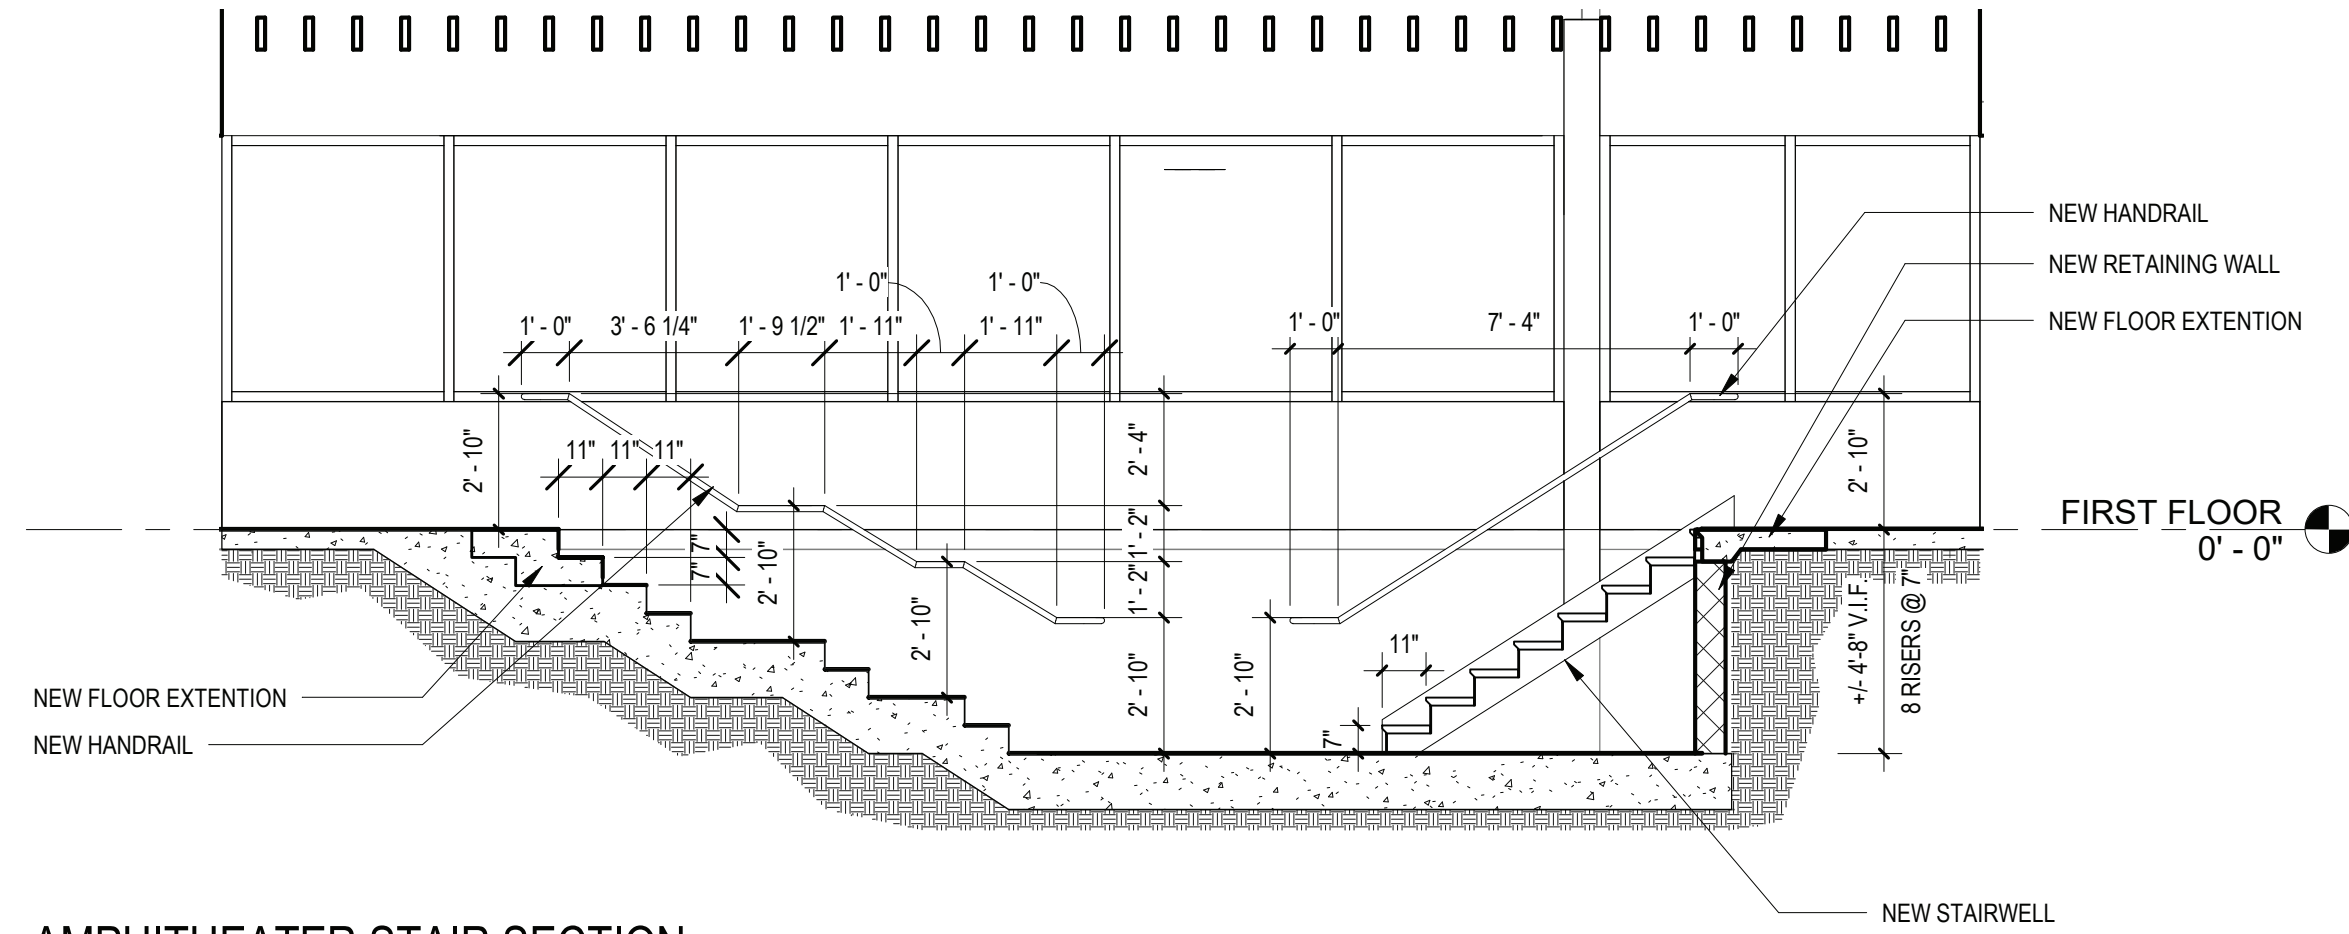 NEW HANDRAIL
NEW RETAINING WALL
NEW FLOOR EXTENTION
1' - 0"
1' - 0"
1' - 0"
3' - 6 1/4"
1' - 9 1/2"
1' - 11"
1' - 11"
1' - 0"
7' - 4"
1' - 0"
2' - 10"
11"
11"
11"
2' - 4"
2' - 10"
FIRST FLOOR
0' - 0"
7"
7"
2' - 10"
1' - 2"
1' - 2"
2' - 10"
2' - 10"
2' - 10"
11"
7"
+/- 4'-8" V.I.F.
8 RISERS @ 7"
NEW FLOOR EXTENTION
NEW HANDRAIL
NEW STAIRWELL
AMPHITHEATER STAIR SECTION